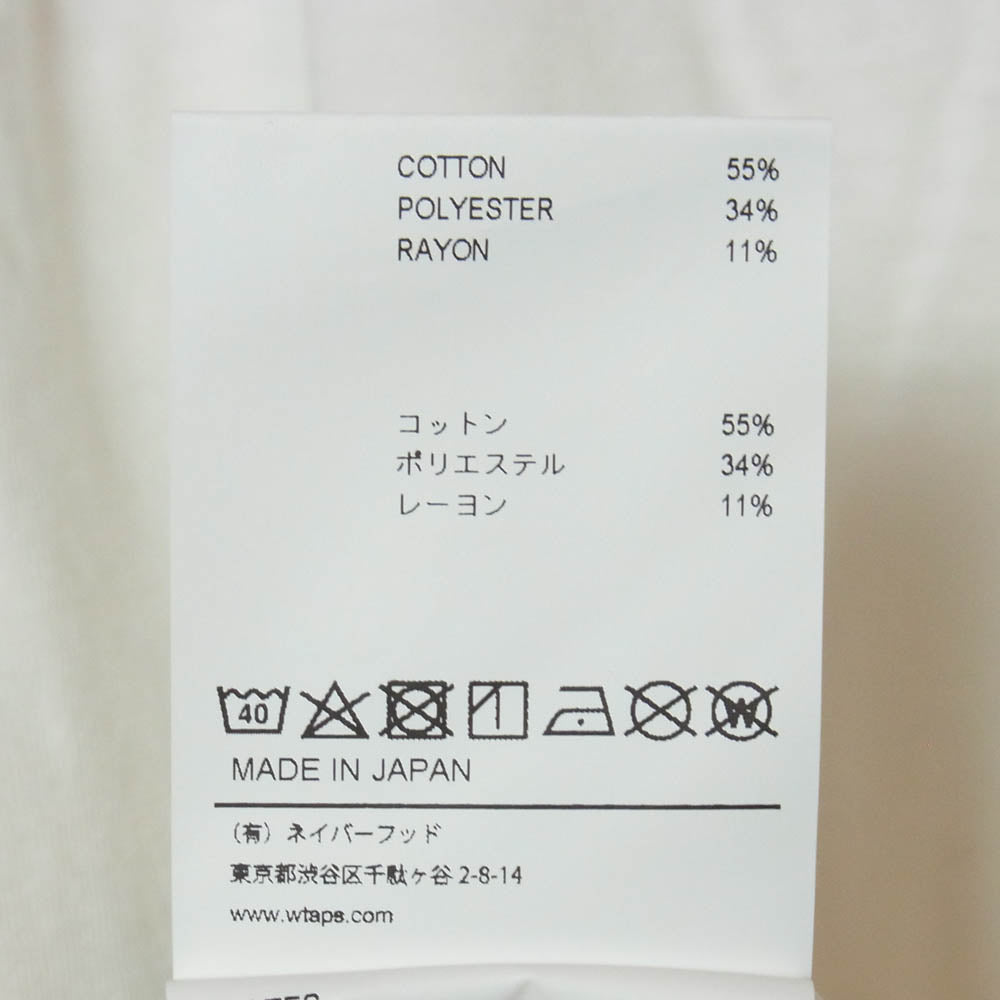 COTTON 55%
POLYESTER 34%
RAYON 11%
コットン 55%
ポリエステル 34%
レーヨン 11%
40 W
MADE IN JAPAN
（有）ネイバーフッド
東京都渋谷区千駄ヶ谷 2-8-14
www.wtaps.com